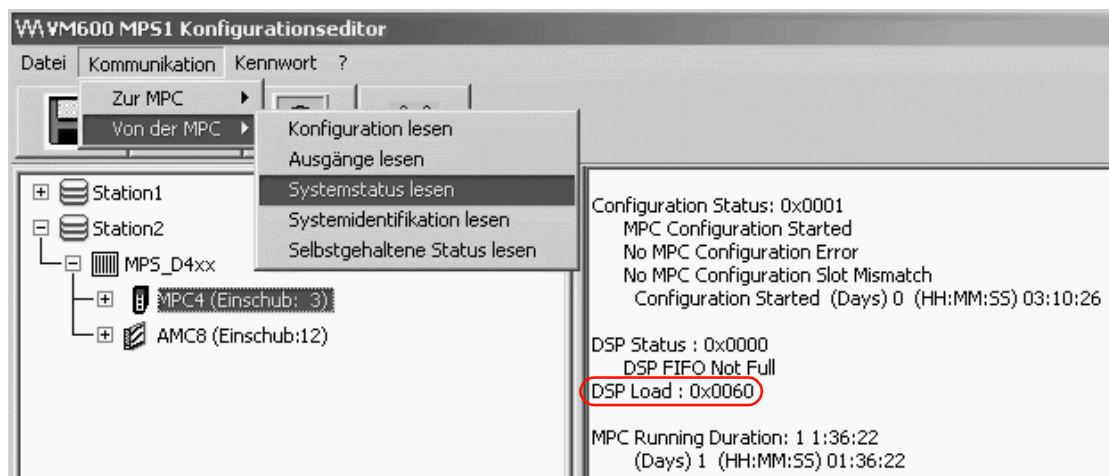 VM600 MPS1 Konfigurationseditor
Datei Kommunikation Kennwort ?
Zur MPC
Von der MPC
Konfiguration lesen
Ausgänge lesen
Systemstatus lesen
Systemidentifikation lesen
Selbstgehaltene Status lesen
Station1
Station2
MPS_D4xx
MPC4 (Einschub: 3)
AMC8 (Einschub:12)
Configuration Status: 0x0001
MPC Configuration Started
No MPC Configuration Error
No MPC Configuration Slot Mismatch
Configuration Started (Days) 0 (HH:MM:SS) 03:10:26
DSP Status : 0x0000
DSP FIFO Not Full
DSP Load : 0x0060
MPC Running Duration: 1 1:36:22
(Days) 1 (HH:MM:SS) 01:36:22